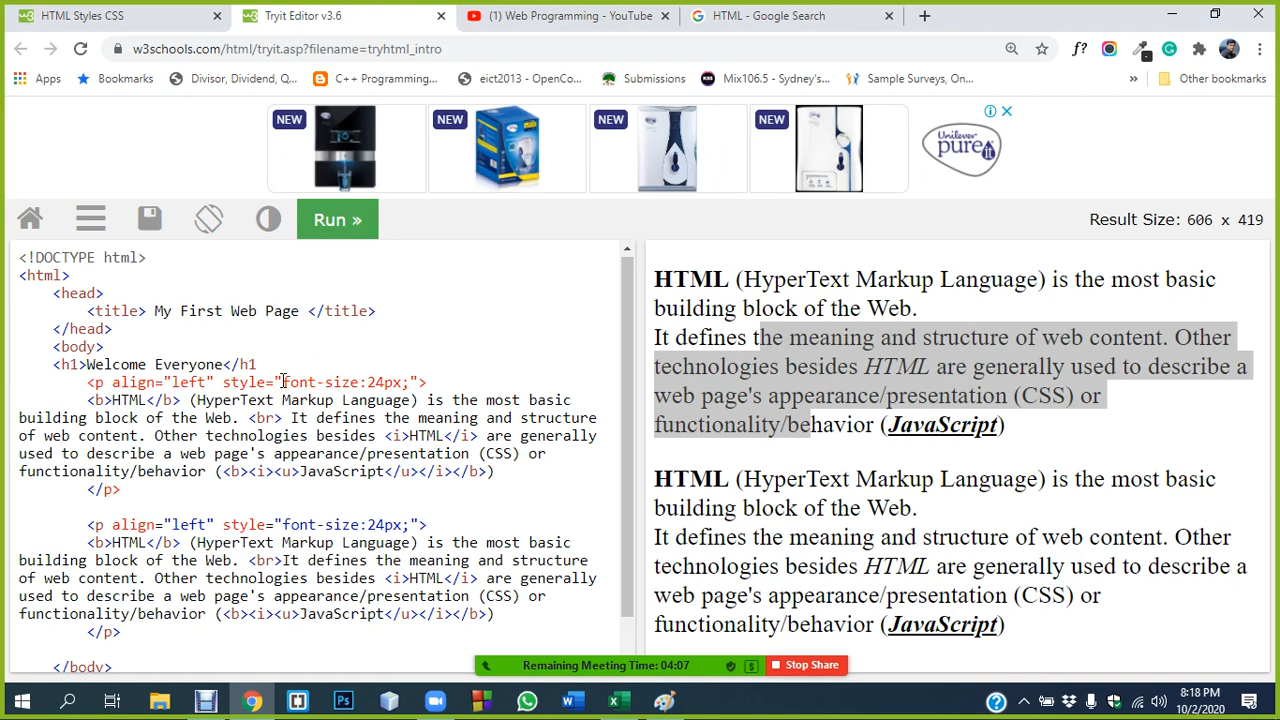 HTML Styles CSS
Tryit Editor v3.6
(1) Web Programming - YouTube
HTML - Google Search
w3schools.com/html/tryit.asp?filename=tryhtml_intro
f?
Apps
Bookmarks
Divisor, Dividend, Q...
C++ Programming...
eict2013 - OpenCo...
Submissions
Mix106.5 - Sydney's...
Sample Surveys, On...
»
Other bookmarks
NEW
NEW
NEW
NEW
Unilever
pureit
Run »
Result Size: 606 x 419
<!DOCTYPE html>
<html>
<head>
<title> My First Web Page </title>
</head>
<body>
<h1>Welcome Everyone</h1
<p align="left" style="font-size:24px;">
<b>HTML</b> (HyperText Markup Language) is the most basic
building block of the Web. <br> It defines the meaning and structure
of web content. Other technologies besides <i>HTML</i> are generally
used to describe a web page's appearance/presentation (CSS) or
functionality/behavior (<b><i><u>JavaScript</u></i></b>)
</p>
<p align="left" style="font-size:24px;">
<b>HTML</b> (HyperText Markup Language) is the most basic
building block of the Web. <br>It defines the meaning and structure
of web content. Other technologies besides <i>HTML</i> are generally
used to describe a web page's appearance/presentation (CSS) or
functionality/behavior (<b><i><u>JavaScript</u></i></b>)
</p>
</body>
HTML (HyperText Markup Language) is the most basic
building block of the Web.
It defines the meaning and structure of web content. Other
technologies besides HTML are generally used to describe a
web page's appearance/presentation (CSS) or
functionality/behavior (JavaScript)
HTML (HyperText Markup Language) is the most basic
building block of the Web.
It defines the meaning and structure of web content. Other
technologies besides HTML are generally used to describe a
web page's appearance/presentation (CSS) or
functionality/behavior (JavaScript)
Remaining Meeting Time: 04:07
Stop Share
8:18 PM
10/2/2020